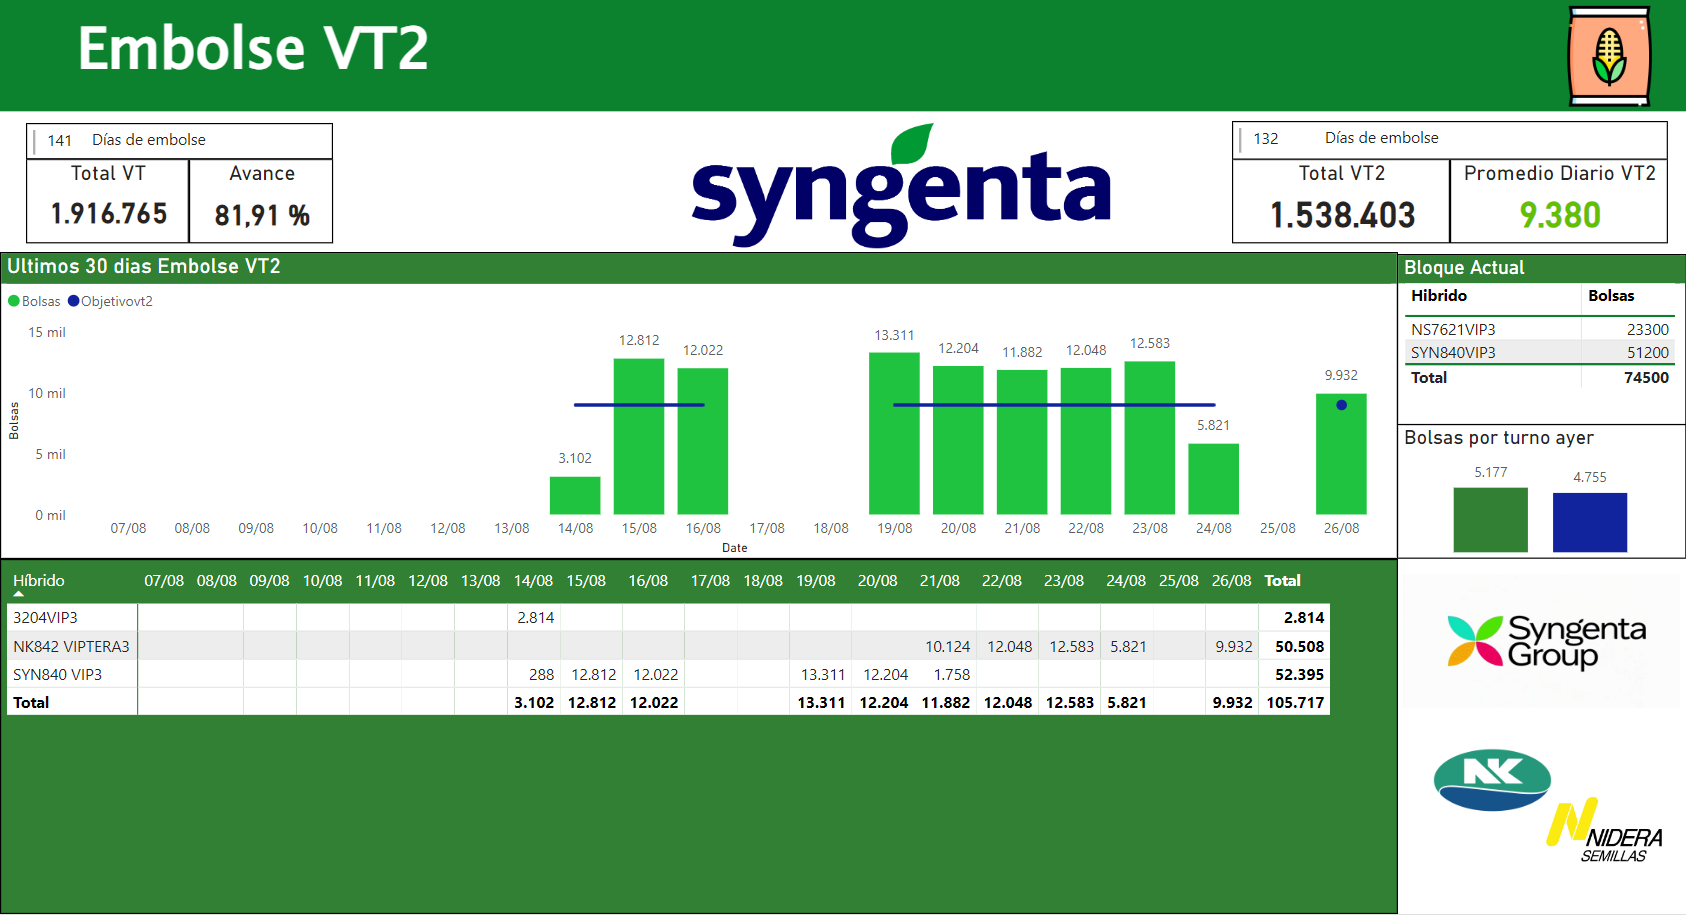 Embolse VT2
141 Días de embolse
Total VT
1.916.765
Avance
81,91 %
syngenta
132 Días de embolse
Total VT2
1.538.403
Promedio Diario VT2
9.380
Ultimos 30 dias Embolse VT2
Bolsas Objetivovt2
15 mil
10 mil
5 mil
0 mil
Bolsas
3.102
12.812
12.022
13.311
12.204
11.882
12.048
12.583
5.821
9.932
07/08 08/08 09/08 10/08 11/08 12/08 13/08 14/08 15/08 16/08 17/08 18/08 19/08 20/08 21/08 22/08 23/08 24/08 25/08 26/08
Date
Bloque Actual
Hibrido Bolsas
NS7621VIP3 23300
SYN840VIP3 51200
Total 74500
Bolsas por turno ayer
5.177
4.755
Híbrido 07/08 08/08 09/08 10/08 11/08 12/08 13/08 14/08 15/08 16/08 17/08 18/08 19/08 20/08 21/08 22/08 23/08 24/08 25/08 26/08 Total
3204VIP3 2.814 2.814
NK842 VIPTERA3 10.124 12.048 12.583 5.821 9.932 50.508
SYN840 VIP3 288 12.812 12.022 13.311 12.204 1.758 52.395
Total 3.102 12.812 12.022 13.311 12.204 11.882 12.048 12.583 5.821 9.932 105.717
Syngenta
Group
NK
NIDERA
SEMILLAS